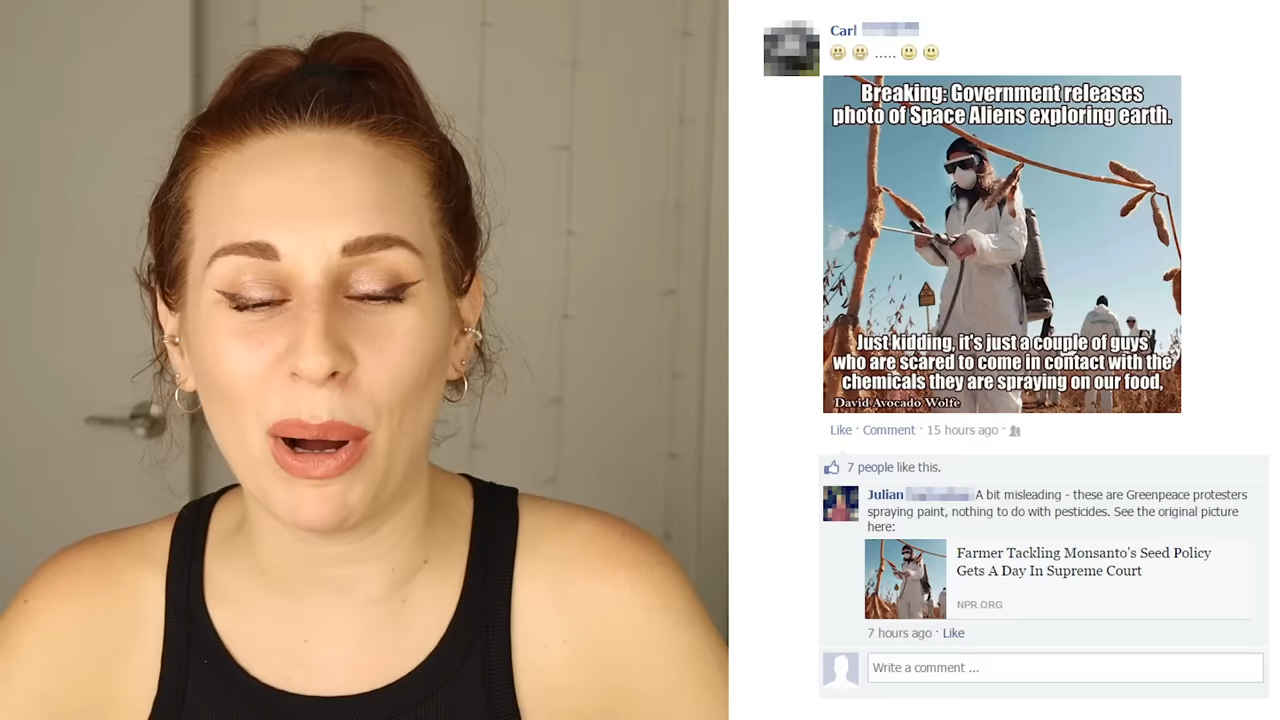 Carl
.....
Breaking: Government releases
photo of Space Aliens exploring earth.
Just kidding, it's just a couple of guys
who are scared to come in contact with the
chemicals they are spraying on our food,
David Avocado Wolfe
Like · Comment · 15 hours ago ·
7 people like this.
Julian A bit misleading - these are Greenpeace protesters
spraying paint, nothing to do with pesticides. See the original picture
here:
Farmer Tackling Monsanto's Seed Policy
Gets A Day In Supreme Court
NPR.ORG
7 hours ago · Like
Write a comment ...